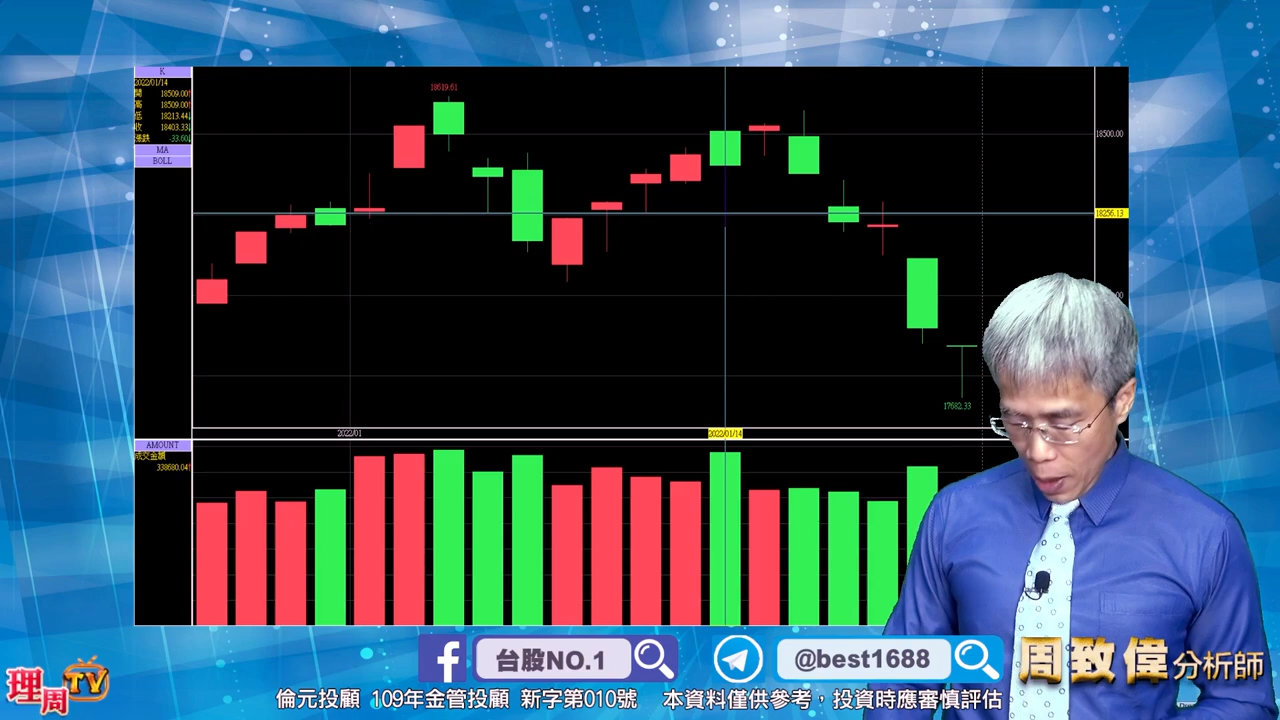 K
2022/01/14
開 18509.00↑
高 18509.00↑
低 18213.44↓
收 18403.33↓
漲跌 -33.60↓
MA
BOLL
18619.61
18500.00
18256.13
17682.33
2022/01
2022/01/14
AMOUNT
成交金額
338680.04↑
台股NO.1
@best1688
周致偉分析師
理周TV
倫元投顧 109年金管投顧 新字第010號 本資料僅供參考，投資時應審慎評估